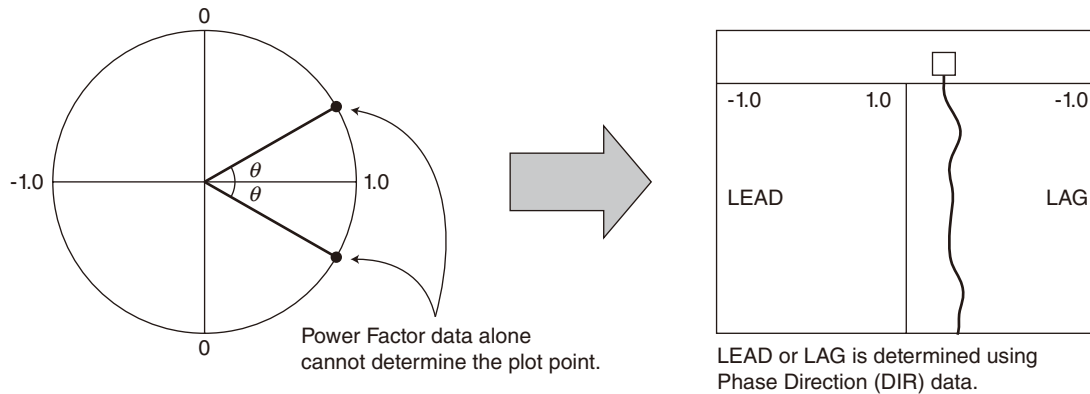 0
-1.0
θ
θ
1.0
0
Power Factor data alone
cannot determine the plot point.
-1.0
1.0
-1.0
LEAD
LAG
LEAD or LAG is determined using
Phase Direction (DIR) data.